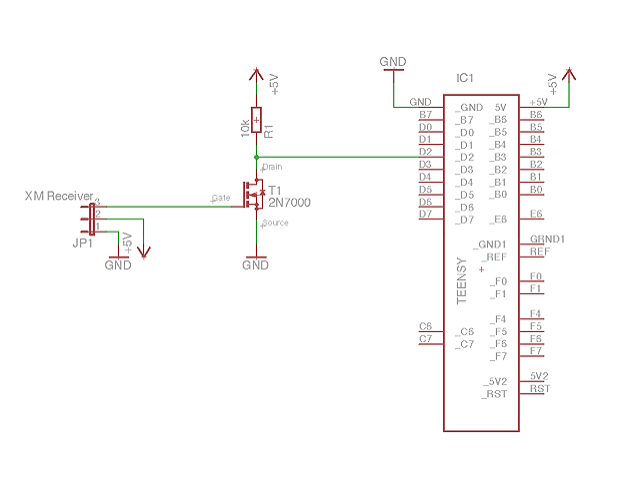 GND
+5V
+5V
IC1
10k
R1
Drain
XM Receiver
3
2
1
JP1
+5V
GND
Gate
T1
2N7000
Source
GND
GND _GND 5V +5V
B7 _B7 _B6 B6
D0 _D0 _B5 B5
D1 _D1 _B4 B4
D2 _D2 _B3 B3
D3 _D3 _B2 B2
D4 _D4 _B1 B1
D5 _D5 _B0 B0
D6 _D6
D7 _D7 _E6 E6
_GND1 GRND1
_REF REF
TEENSY
_F0 F0
_F1 F1
_F4 F4
C6 _C6 _F5 F5
C7 _C7 _F6 F6
_F7 F7
_5V2 5V2
_RST RST